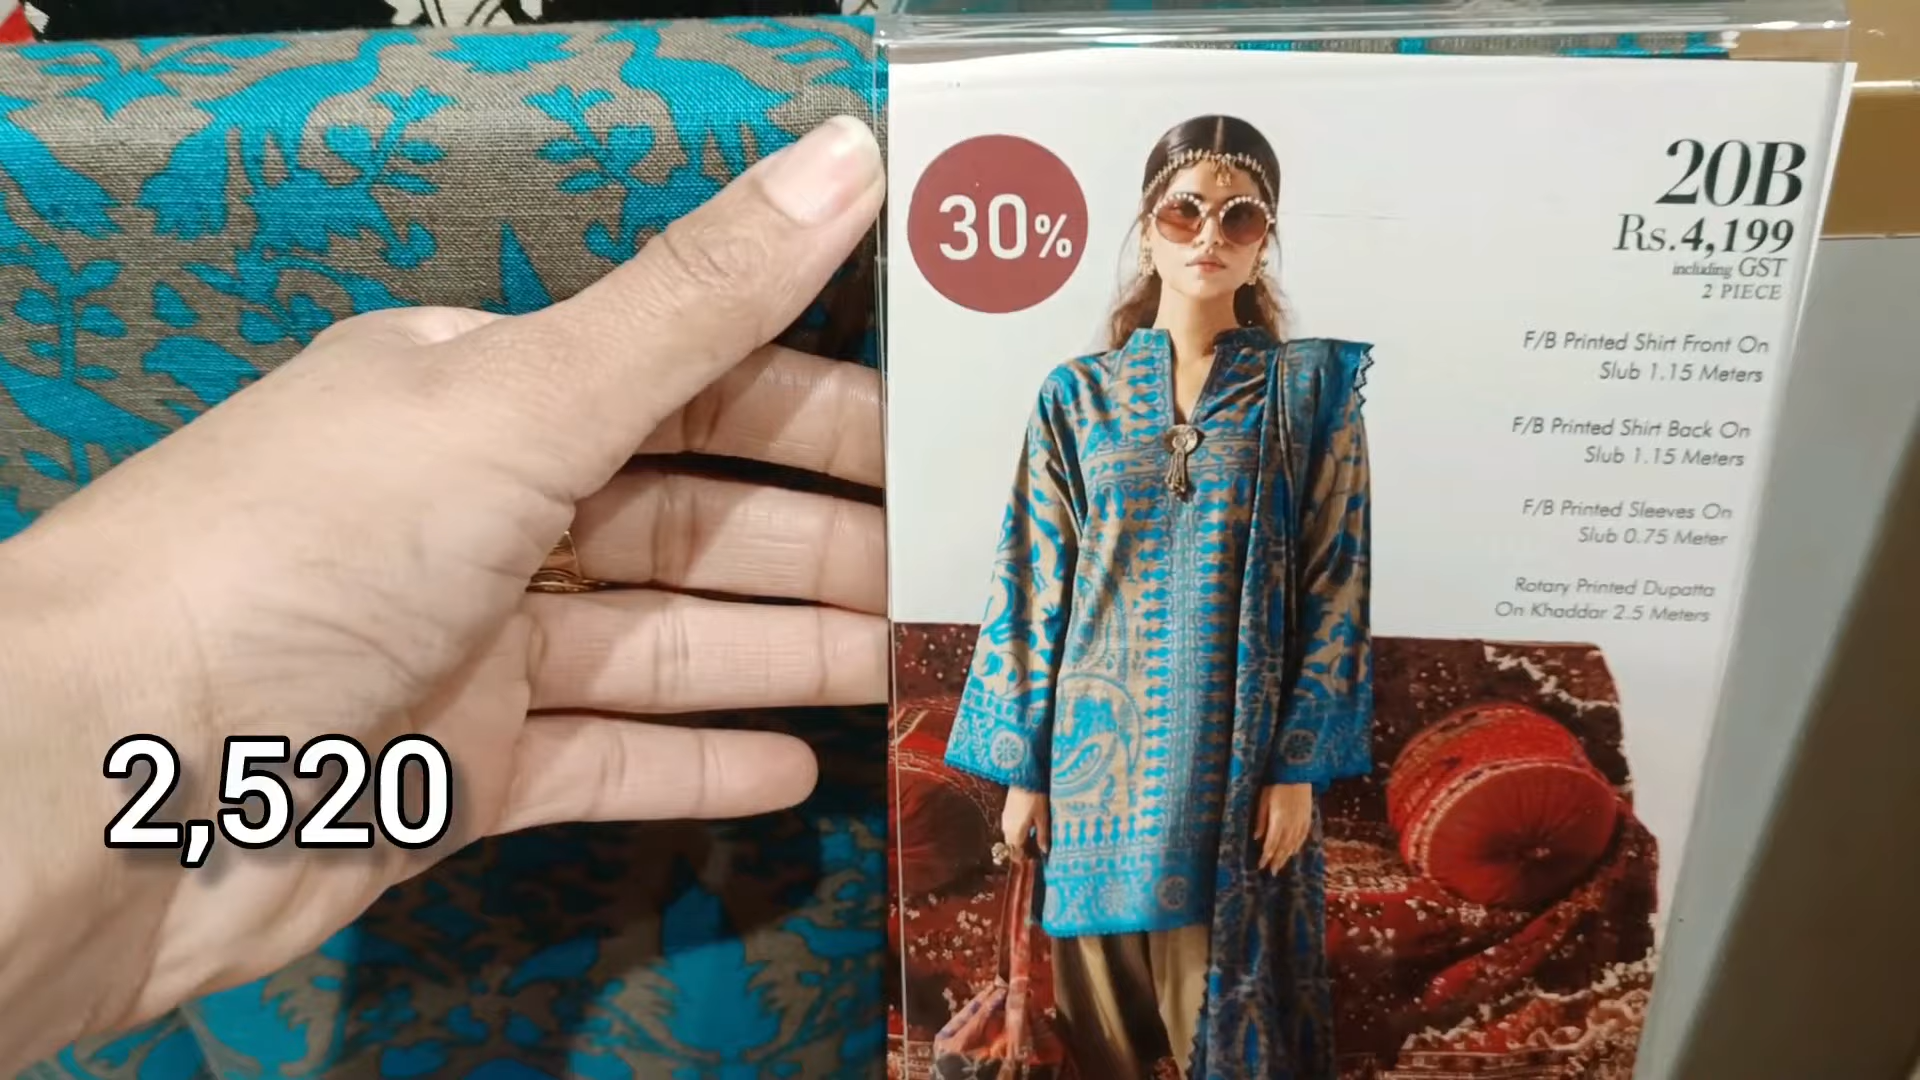 30%
20B
Rs.4,199
including GST
2 PIECE
F/B Printed Shirt Front On
Slub 1.15 Meters
F/B Printed Shirt Back On
Slub 1.15 Meters
F/B Printed Sleeves On
Slub 0.75 Meter
Rotary Printed Dupatta
On Khaddar 2.5 Meters
2,520